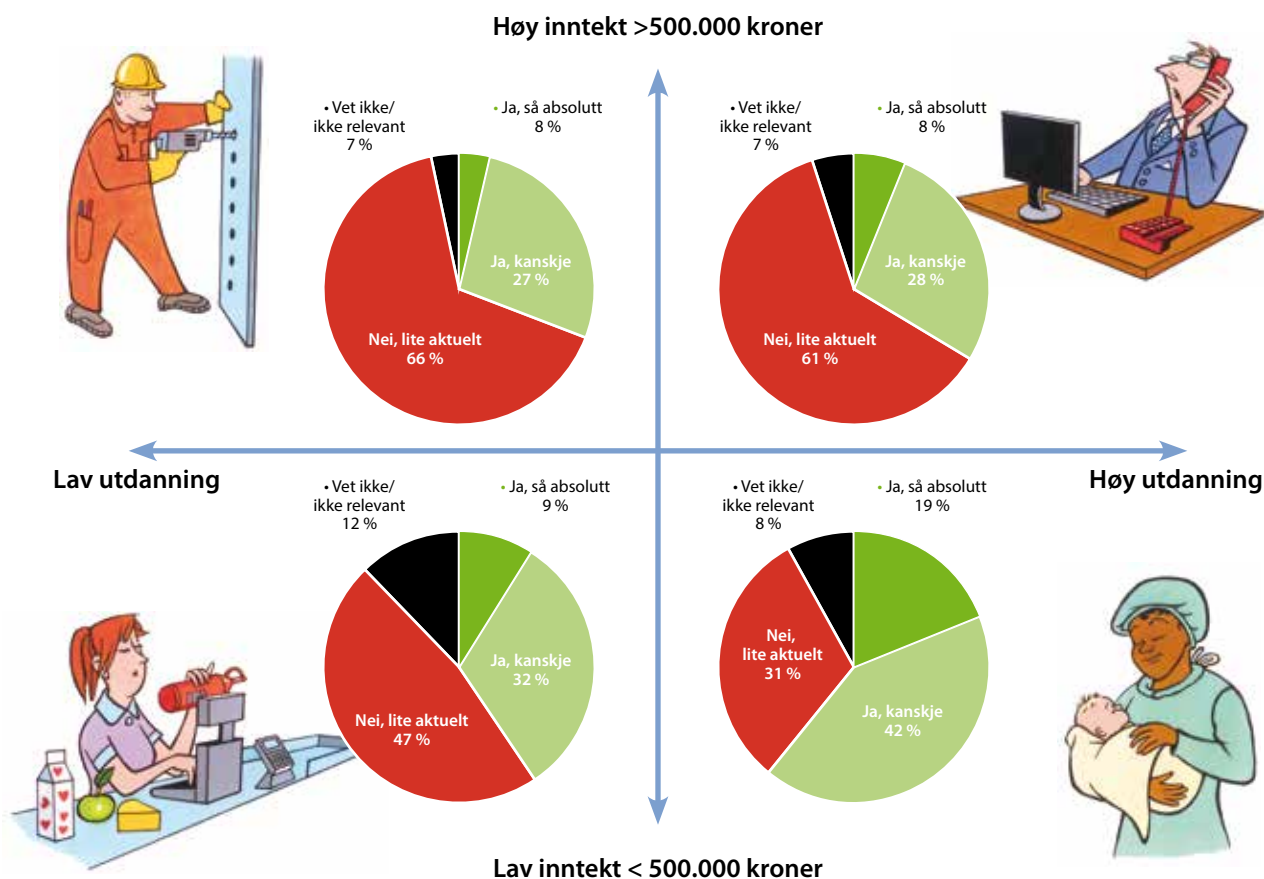 Høy inntekt >500.000 kroner
• Vet ikke/
ikke relevant
7 %
• Ja, så absolutt
8 %
Ja, kanskje
27 %
Nei, lite aktuelt
66 %
• Vet ikke/
ikke relevant
7 %
• Ja, så absolutt
8 %
Ja, kanskje
28 %
Nei, lite aktuelt
61 %
Lav utdanning
Høy utdanning
• Vet ikke/
ikke relevant
12 %
• Ja, så absolutt
9 %
Ja, kanskje
32 %
Nei, lite aktuelt
47 %
• Vet ikke/
ikke relevant
8 %
• Ja, så absolutt
19 %
Nei,
lite aktuelt
31 %
Ja, kanskje
42 %
Lav inntekt < 500.000 kroner